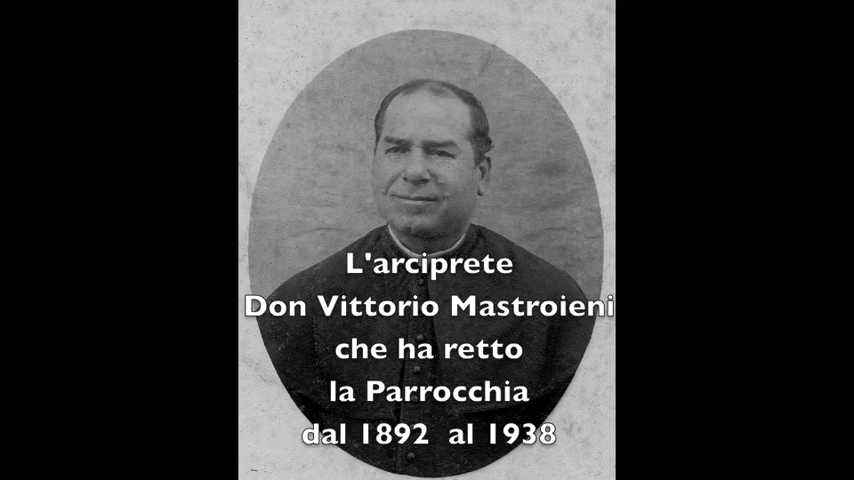 L'arciprete
Don Vittorio Mastroieni
che ha retto
la Parrocchia
dal 1892 al 1938